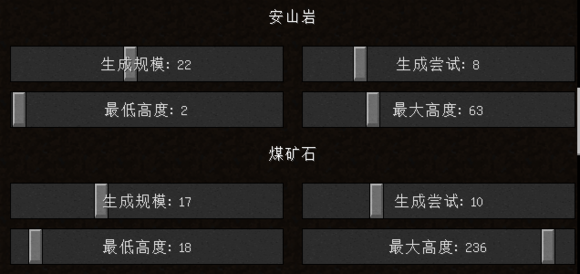 安山岩
生成规模: 22 生成尝试: 8
最低高度: 2 最大高度: 63
煤矿石
生成规模: 17 生成尝试: 10
最低高度: 18 最大高度: 236